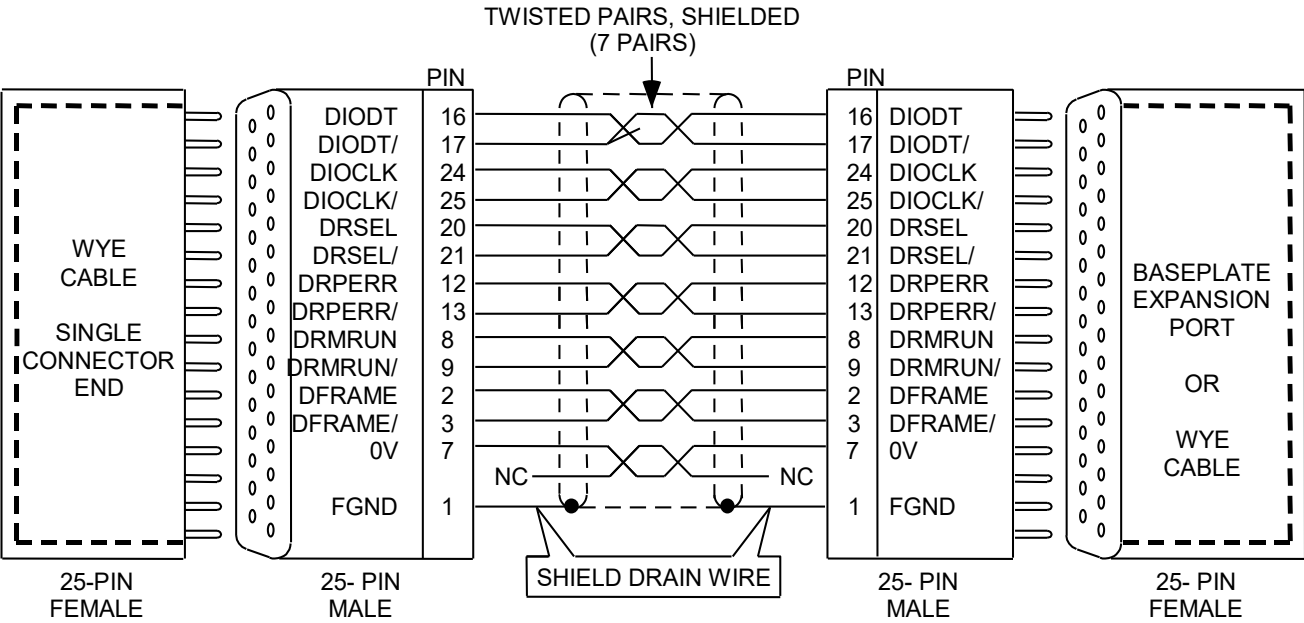 TWISTED PAIRS, SHIELDED
(7 PAIRS)
PIN
PIN
WYE
CABLE
SINGLE
CONNECTOR
END
DIODT 16
DIODT/ 17
DIOCLK 24
DIOCLK/ 25
DRSEL 20
DRSEL/ 21
DRPERR 12
DRPERR/ 13
DRMRUN 8
DRMRUN/ 9
DFRAME 2
DFRAME/ 3
0V 7
NC
FGND 1
16 DIODT
17 DIODT/
24 DIOCLK
25 DIOCLK/
20 DRSEL
21 DRSEL/
12 DRPERR
13 DRPERR/
8 DRMRUN
9 DRMRUN/
2 DFRAME
3 DFRAME/
7 0V
NC
1 FGND
BASEPLATE
EXPANSION
PORT
OR
WYE
CABLE
SHIELD DRAIN WIRE
25-PIN
FEMALE
25- PIN
MALE
25- PIN
MALE
25- PIN
FEMALE